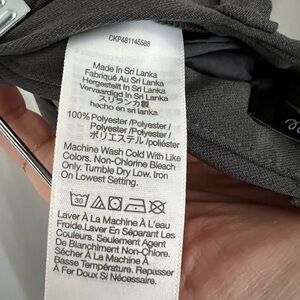 CKP481145588
Made In Sri Lanka
Fabriqué Au Sri Lanka
Hergestellt In Sri Lanka
Vervaardigd In Sri Lanka
スリランカ製
hecho en sri lanka
100% Polyester /Polyester /
Polyester /Polyester /
ポリエステル /poliéster
Machine Wash Cold With Like
Colors. Non-Chlorine Bleach
Only. Tumble Dry Low. Iron
On Lowest Setting.
30
Laver À La Machine À L'eau
Froide.Laver En Séparant Les
Couleurs. Seulement Agent
De Blanchiment Non-Chloré.
Sécher À La Machine À
Basse Température. Repasser
À Fer Doux Si Nécessaire.